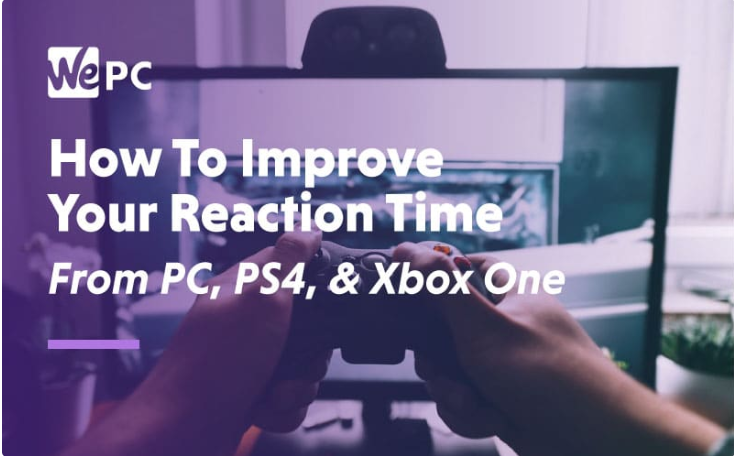 WePC
How To Improve
Your Reaction Time
From PC, PS4, & Xbox One